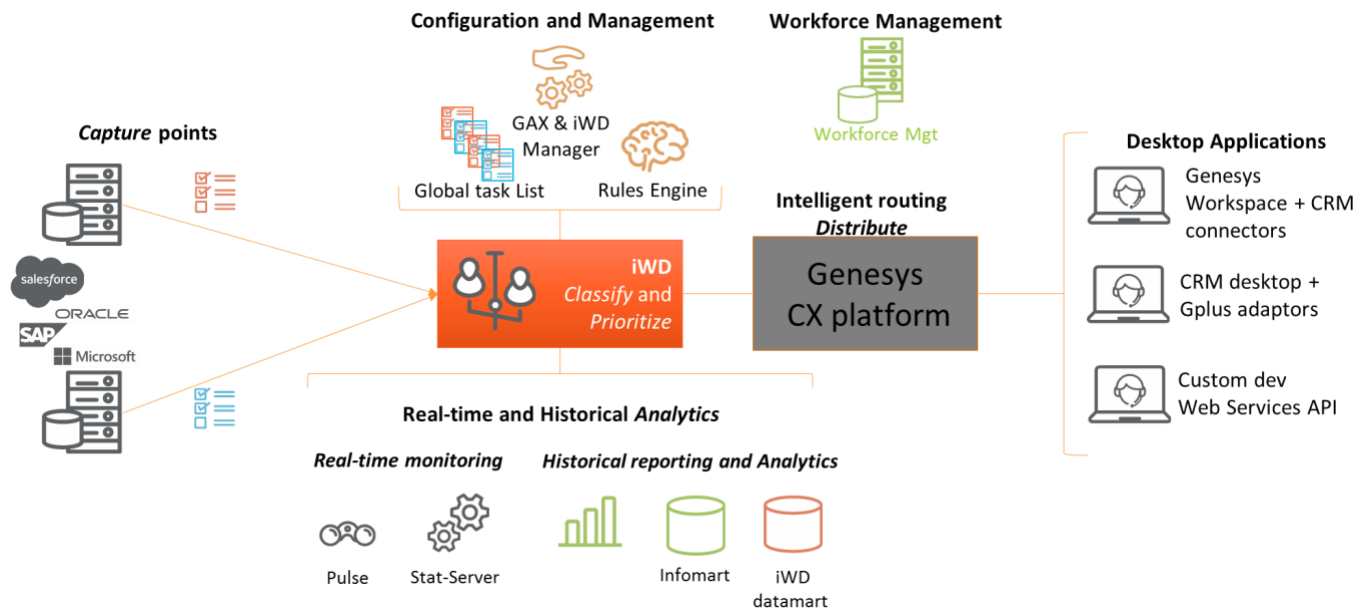 Configuration and Management
Workforce Management
GAX & iWD
Manager
Global task List
Rules Engine
Workforce Mgt
Capture points
salesforce
ORACLE
SAP
Microsoft
iWD
Classify and
Prioritize
Intelligent routing
Distribute
Genesys
CX platform
Desktop Applications
Genesys
Workspace + CRM
connectors
CRM desktop +
Gplus adaptors
Custom dev
Web Services API
Real-time and Historical Analytics
Real-time monitoring
Historical reporting and Analytics
Pulse
Stat-Server
Infomart
iWD
datamart